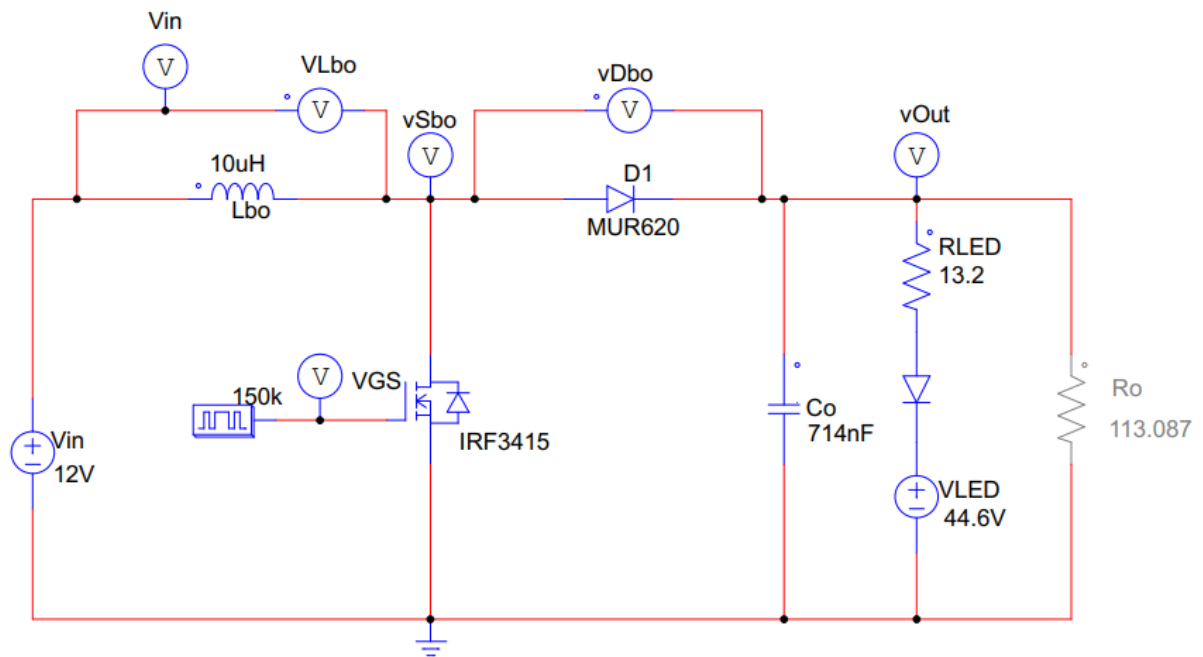 Vin
V
VLbo
V
vSbo
V
vDbo
V
vOut
V
10uH
Lbo
D1
MUR620
RLED
13.2
150k
V
VGS
IRF3415
Vin
12V
Co
714nF
Ro
113.087
VLED
44.6V